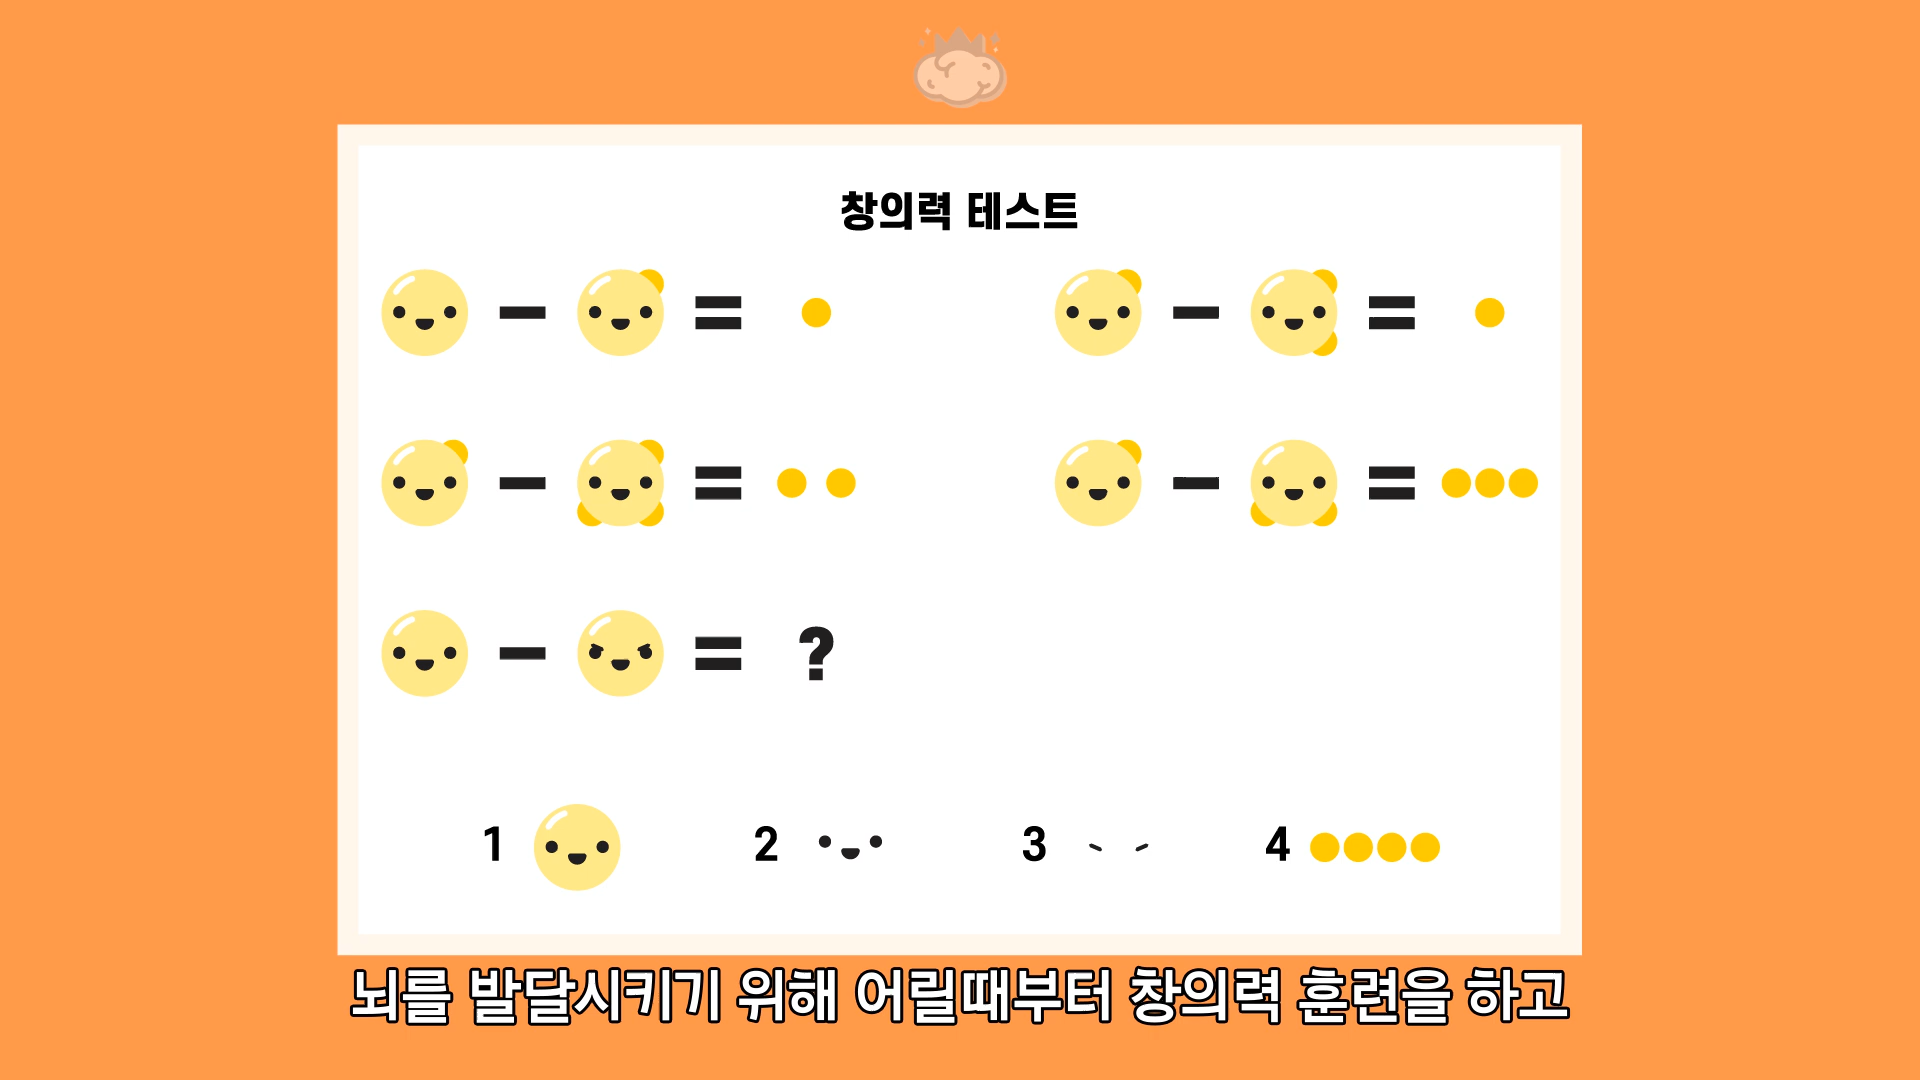 창의력 테스트
− =
− =
− =
− =
− = ?
1 2 3 4
뇌를 발달시키기 위해 어릴때부터 창의력 훈련을 하고